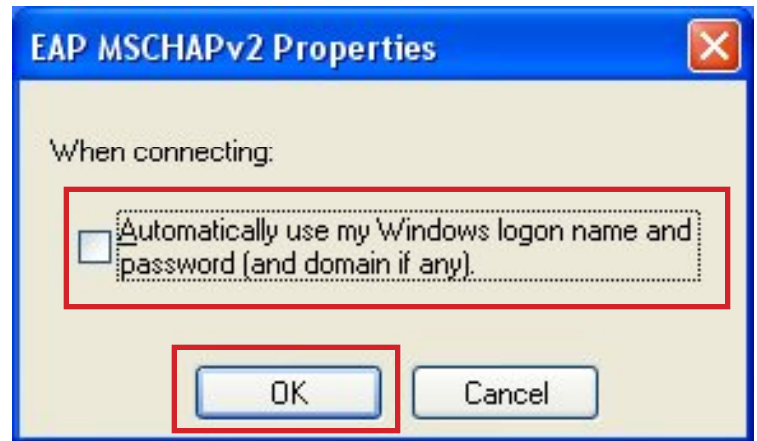 EAP MSCHAPv2 Properties
When connecting:
Automatically use my Windows logon name and
password (and domain if any).
OK
Cancel